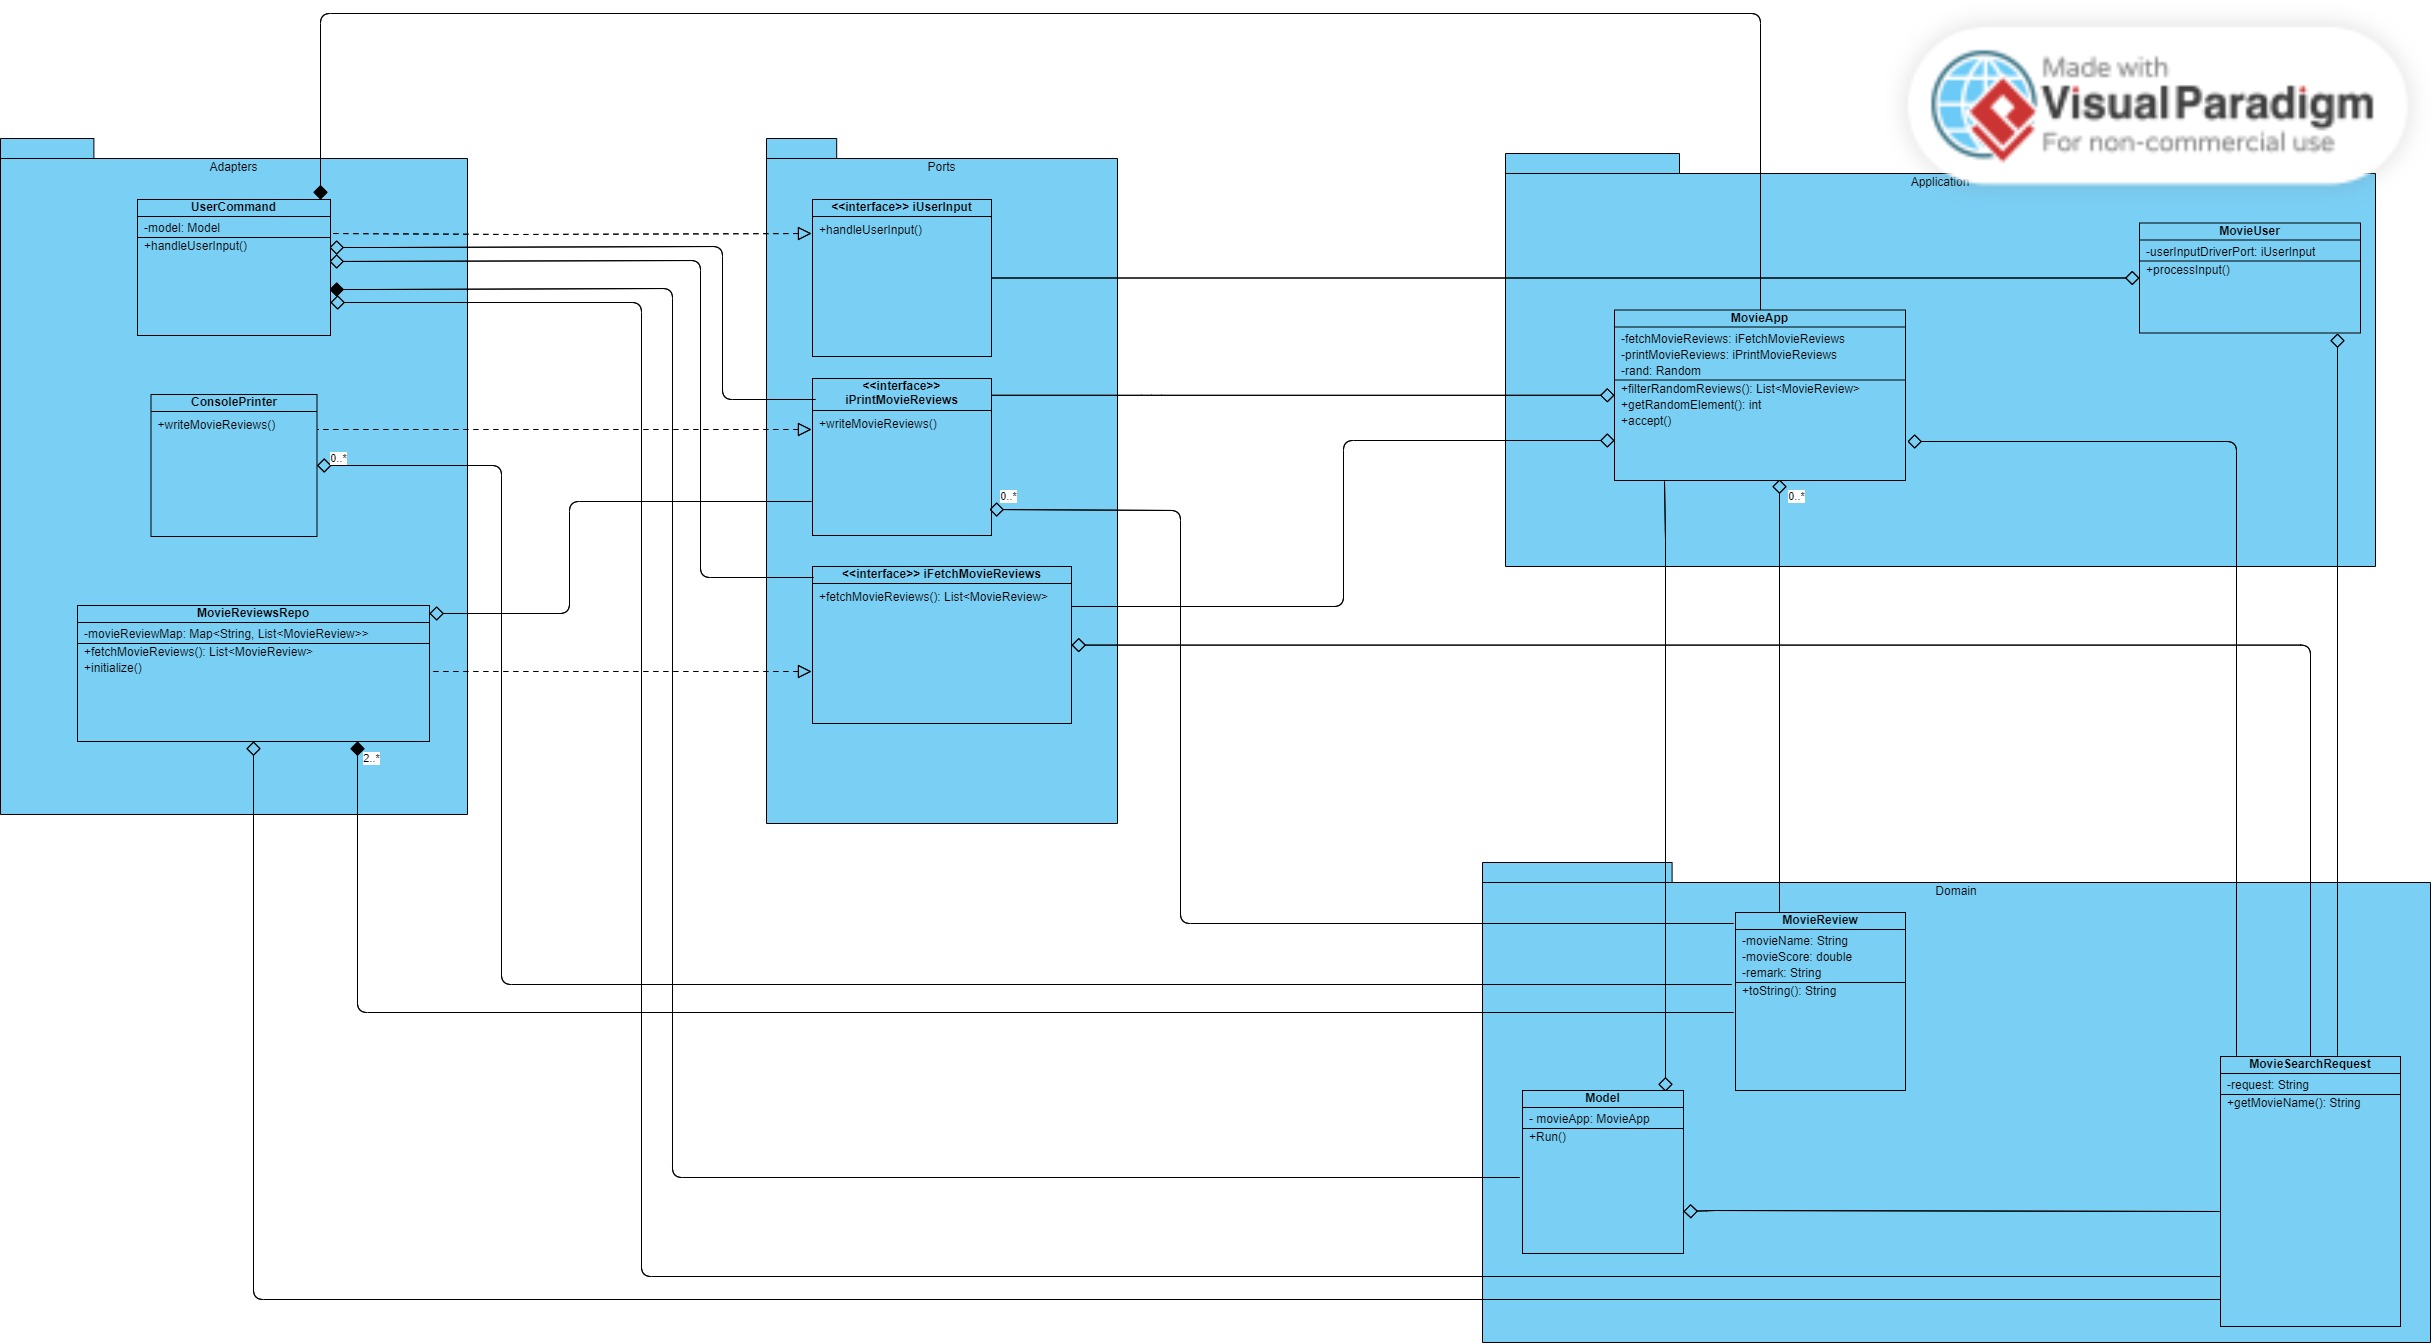 Made with
Visual Paradigm
For non-commercial use
Adapters
UserCommand
-model: Model
+handleUserInput()
ConsolePrinter
+writeMovieReviews()
0..*
MovieReviewsRepo
-movieReviewMap: Map<String, List<MovieReview>>
+fetchMovieReviews(): List<MovieReview>
+initialize()
2..*
Ports
<<interface>> iUserInput
+handleUserInput()
<<interface>>
iPrintMovieReviews
+writeMovieReviews()
0..*
<<interface>> iFetchMovieReviews
+fetchMovieReviews(): List<MovieReview>
Application
MovieUser
-userInputDriverPort: iUserInput
+processInput()
MovieApp
-fetchMovieReviews: iFetchMovieReviews
-printMovieReviews: iPrintMovieReviews
-rand: Random
+filterRandomReviews(): List<MovieReview>
+getRandomElement(): int
+accept()
0..*
Domain
MovieReview
-movieName: String
-movieScore: double
-remark: String
+toString(): String
Model
- movieApp: MovieApp
+Run()
MovieSearchRequest
-request: String
+getMovieName(): String